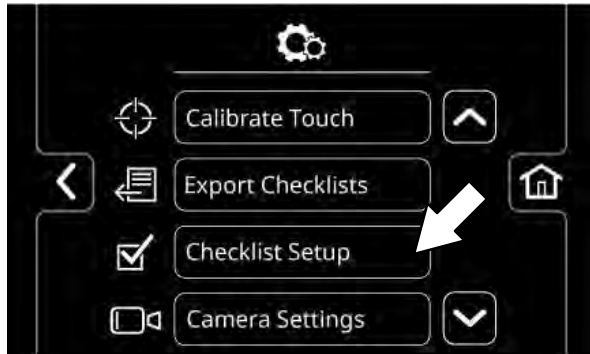 Calibrate Touch
Export Checklists
Checklist Setup
Camera Settings